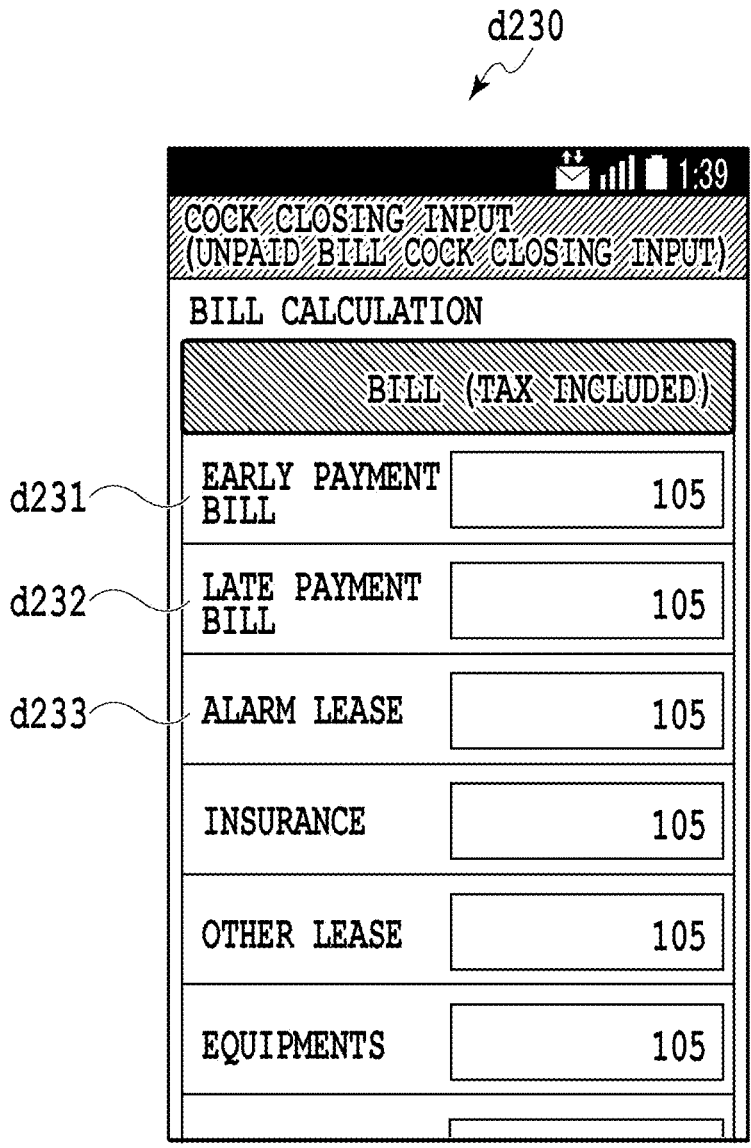 d230
1:39
COCK CLOSING INPUT
(UNPAID BILL COCK CLOSING INPUT)
BILL CALCULATION
BILL (TAX INCLUDED)
d231
EARLY PAYMENT
BILL
105
d232
LATE PAYMENT
BILL
105
d233
ALARM LEASE
105
INSURANCE
105
OTHER LEASE
105
EQUIPMENTS
105